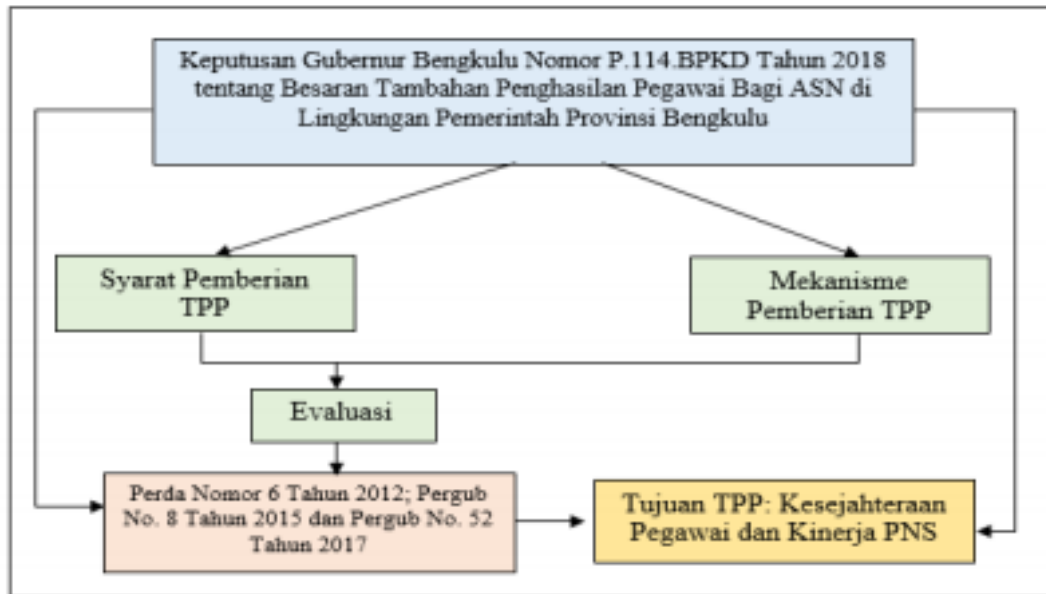 Keputusan Gubernur Bengkulu Nomor P.114.BPKD Tahun 2018
tentang Besaran Tambahan Penghasilan Pegawai Bagi ASN di
Lingkungan Pemerintah Provinsi Bengkulu
Syarat Pemberian
TPP
Mekanisme
Pemberian TPP
Evaluasi
Perda Nomor 6 Tahun 2012; Pergub
No. 8 Tahun 2015 dan Pergub No. 52
Tahun 2017
Tujuan TPP: Kesejahteraan
Pegawai dan Kinerja PNS